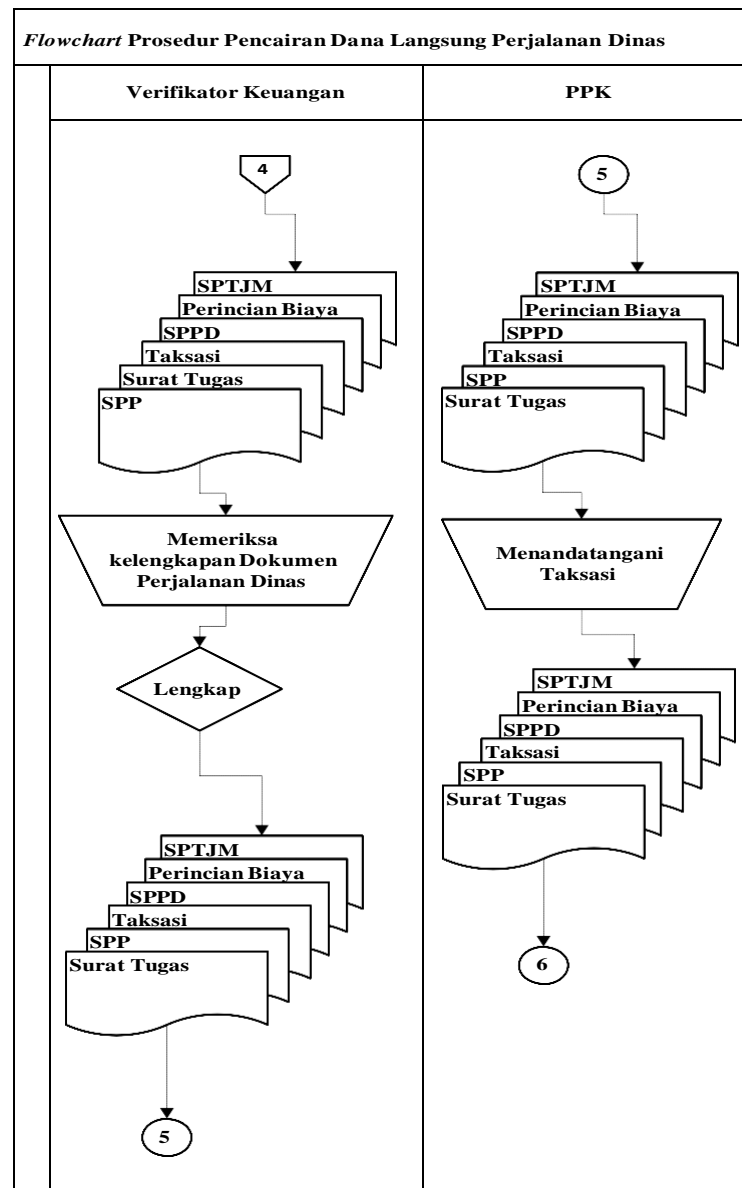 Flowchart Prosedur Pencairan Dana Langsung Perjalanan Dinas
Verifikator Keuangan
PPK
4
SPTJM
Perincian Biaya
SPPD
Taksasi
Surat Tugas
SPP
Memeriksa
kelengkapan Dokumen
Perjalanan Dinas
Lengkap
SPTJM
Perincian Biaya
SPPD
Taksasi
SPP
Surat Tugas
5
5
SPTJM
Perincian Biaya
SPPD
Taksasi
SPP
Surat Tugas
Menandatangani
Taksasi
SPTJM
Perincian Biaya
SPPD
Taksasi
SPP
Surat Tugas
6